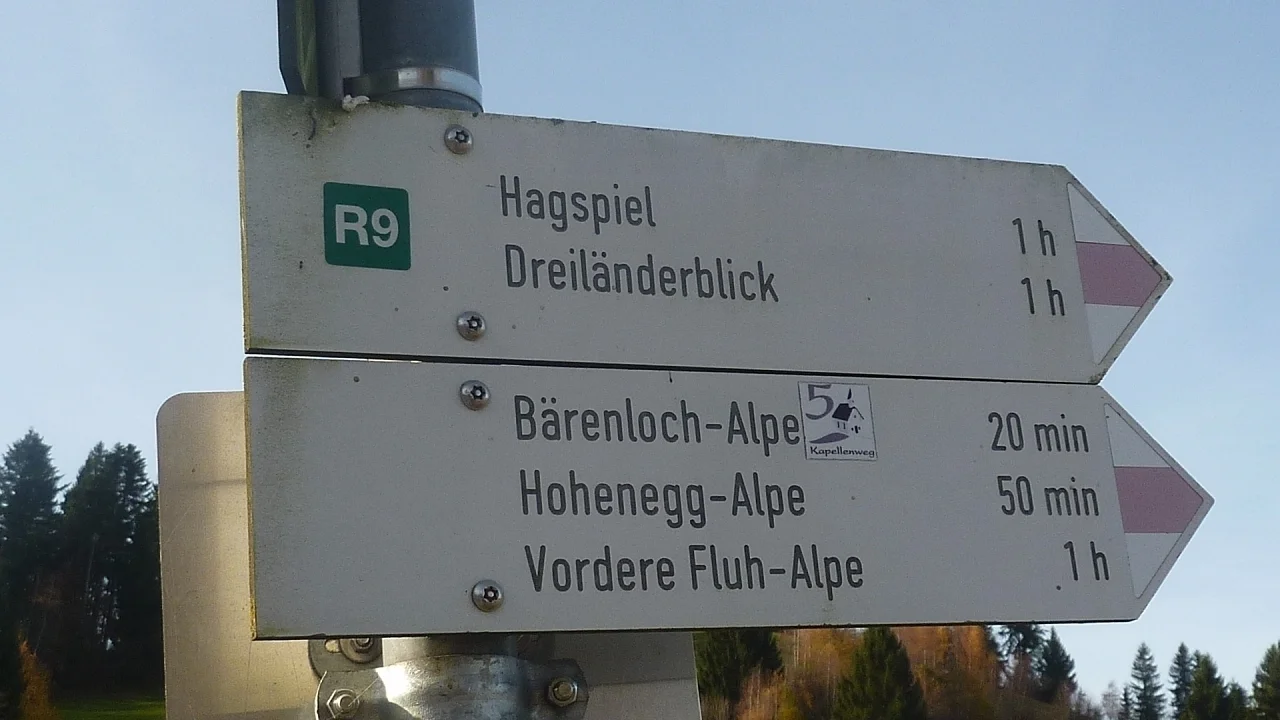 R9
Hagspiel 1 h
Dreiländerblick 1 h
Bärenloch-Alpe 20 min
5
Kapellenweg
Hohenegg-Alpe 50 min
Vordere Fluh-Alpe 1 h